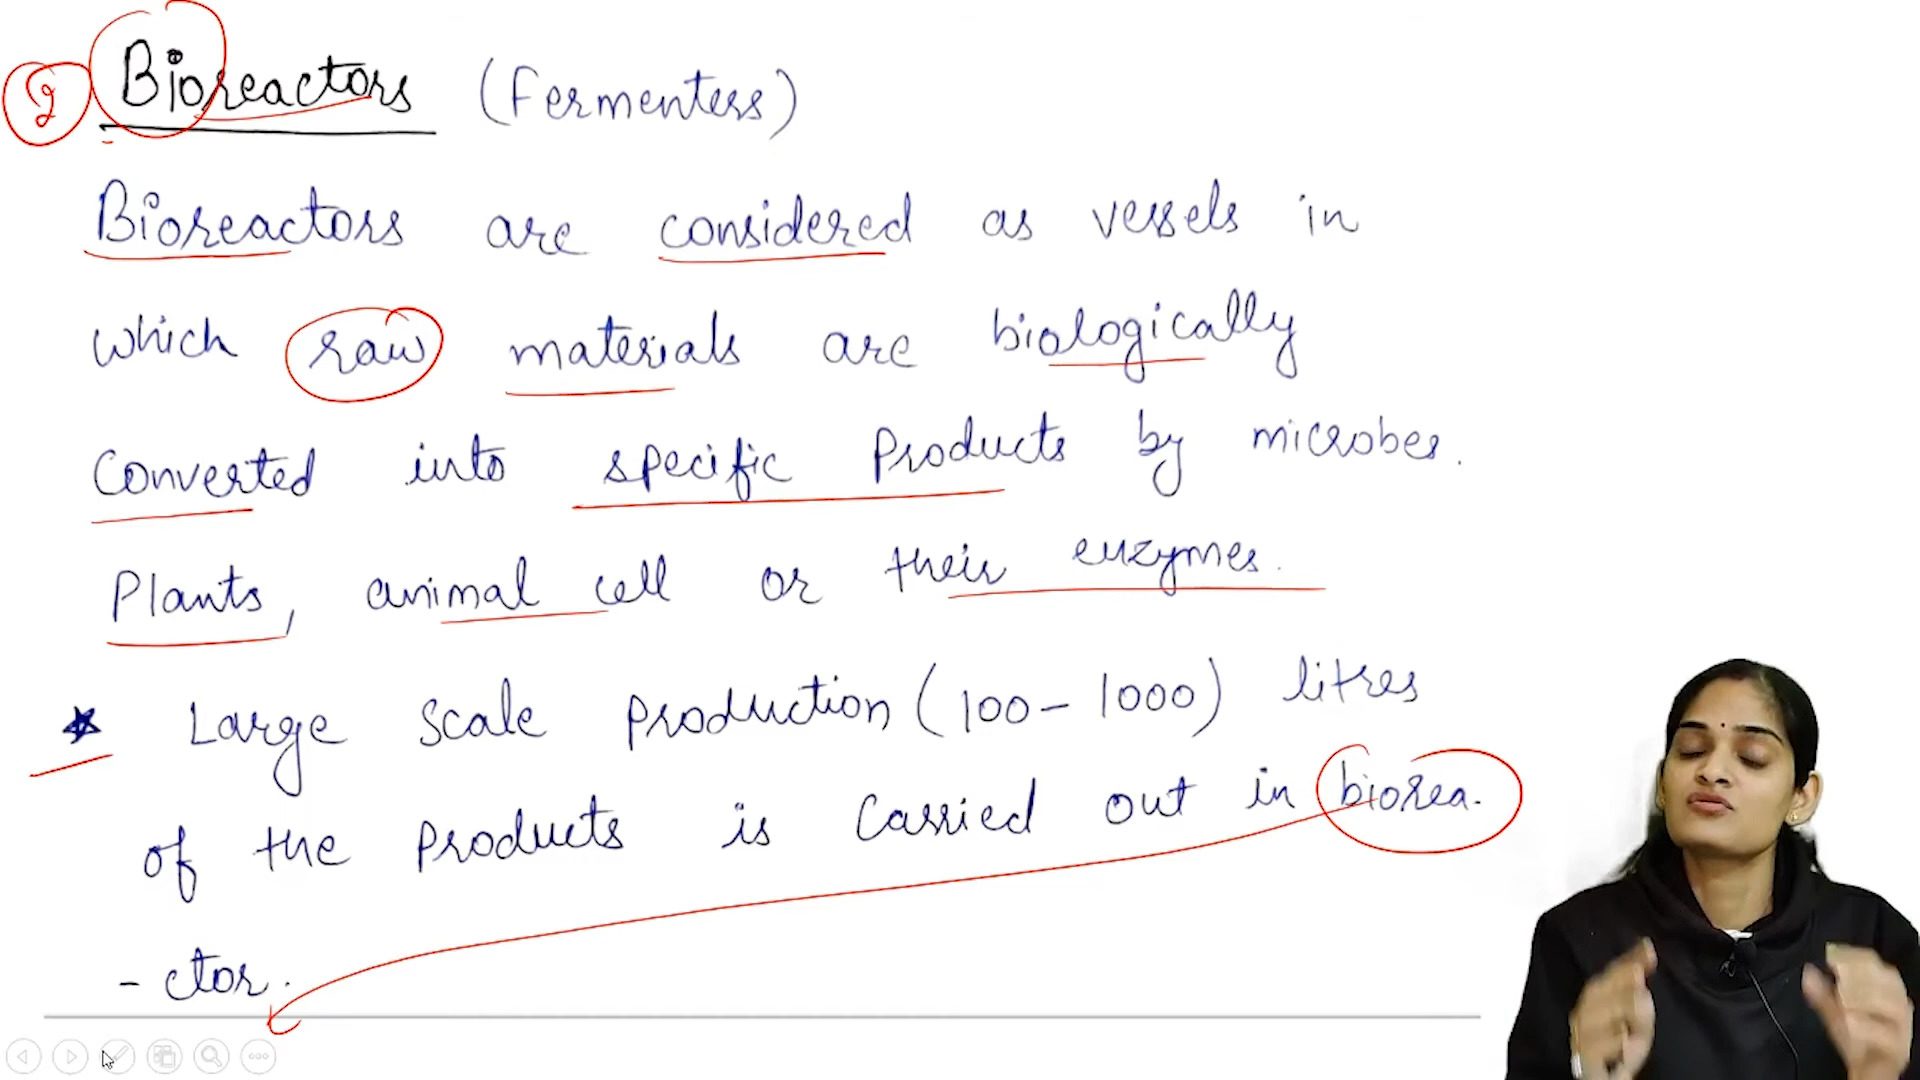 Bioreactors (Fermenters)
Bioreactors are considered as vessels in
which raw materials are biologically
converted into specific Products by microbes.
Plants, animal cell or their enzymes.
Large scale production (100-1000) litres
of the Products is carried out in biorea.
- ctor.